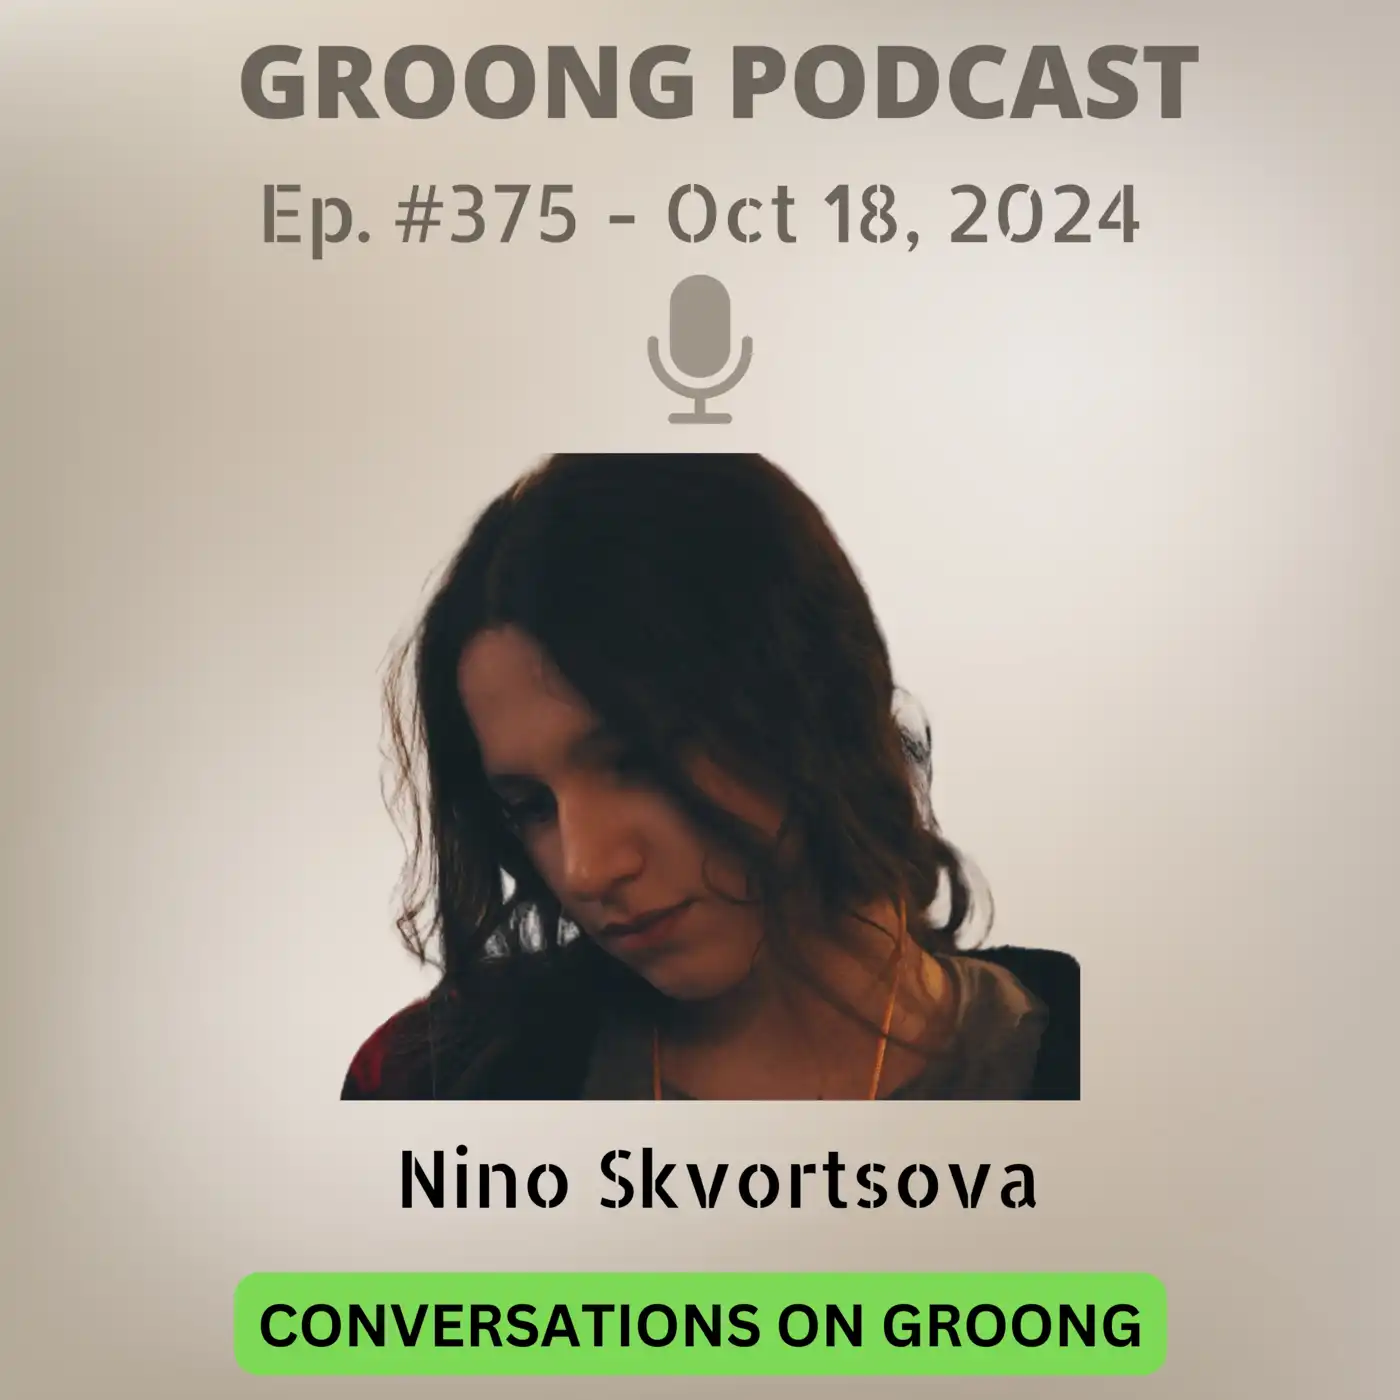 GROONG PODCAST
Ep. #375 - Oct 18, 2024
Nino Skvortsova
CONVERSATIONS ON GROONG